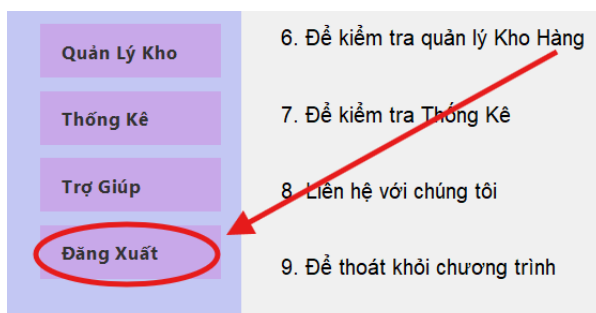 Quản Lý Kho
Thống Kê
Trợ Giúp
Đăng Xuất
6. Để kiểm tra quản lý Kho Hàng
7. Để kiểm tra Thống Kê
8. Liên hệ với chúng tôi
9. Để thoát khỏi chương trình